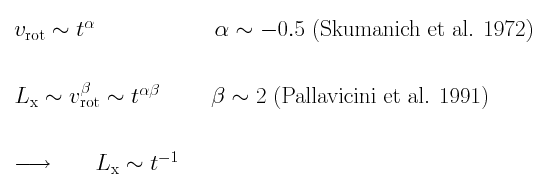 v_rot ∼ t^α α ∼ −0.5 (Skumanich et al. 1972)
L_x ∼ v_rot^β ∼ t^{αβ} β ∼ 2 (Pallavicini et al. 1991)
⟶ L_x ∼ t^{−1}